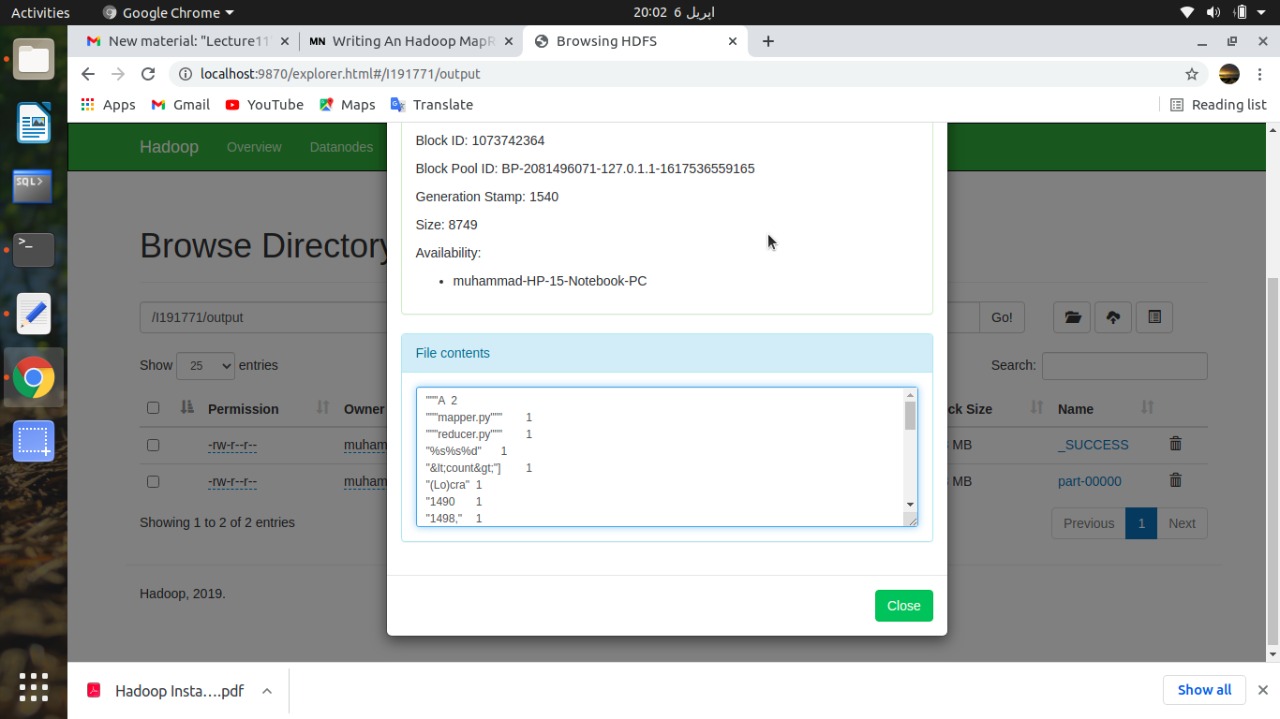 Activities
Google Chrome
20:02 اپریل 6
New material: "Lecture11
MN Writing An Hadoop MapR
Browsing HDFS
localhost:9870/explorer.html#/I191771/output
Apps
Gmail
YouTube
Maps
Translate
Reading list
Hadoop
Overview
Datanodes
Block ID: 1073742364
Block Pool ID: BP-2081496071-127.0.1.1-1617536559165
Generation Stamp: 1540
Size: 8749
Availability:
• muhammad-HP-15-Notebook-PC
Browse Directory
/I191771/output
Go!
Show 25 entries
Search:
Permission
Owner
ck Size
Name
-rw-r--r--
muham
MB
_SUCCESS
-rw-r--r--
muham
MB
part-00000
Showing 1 to 2 of 2 entries
Previous
1
Next
File contents
"""A 2
"""mapper.py""" 1
"""reducer.py""" 1
"%s%s%d" 1
"&lt;count&gt;"] 1
"(Lo)cra" 1
"1490 1
"1498," 1
Hadoop, 2019.
Close
SQL>
>_
Hadoop Insta....pdf
Show all